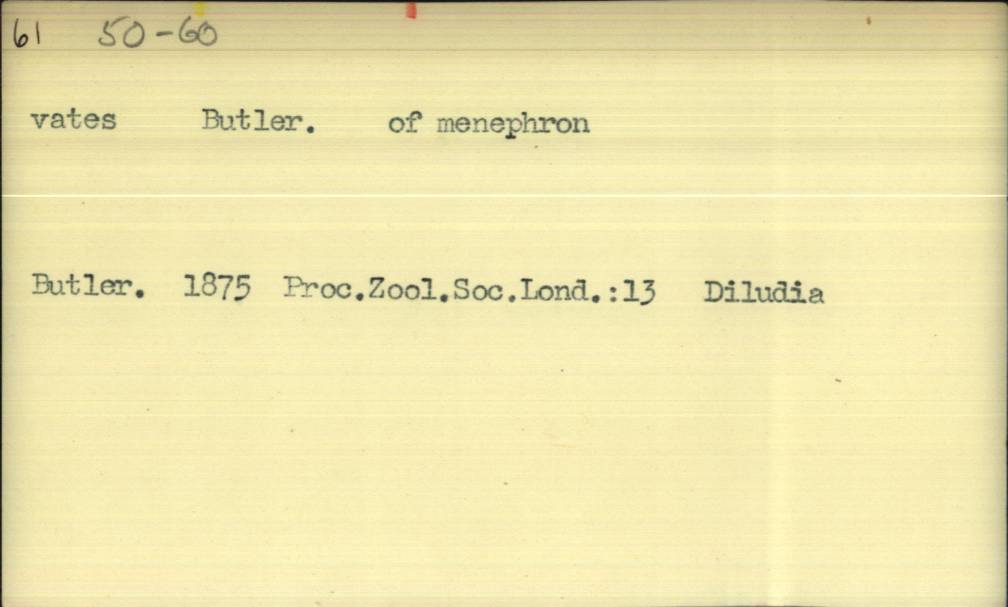 61 50-60
vates Butler. of menephron
Butler. 1875 Proc.Zool.Soc.Lond.:13 Diludia